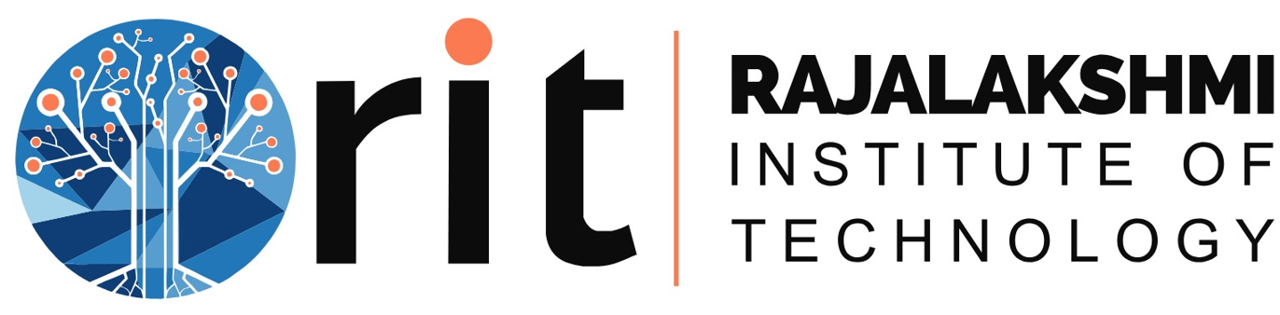 rit
RAJALAKSHMI
INSTITUTE OF
TECHNOLOGY